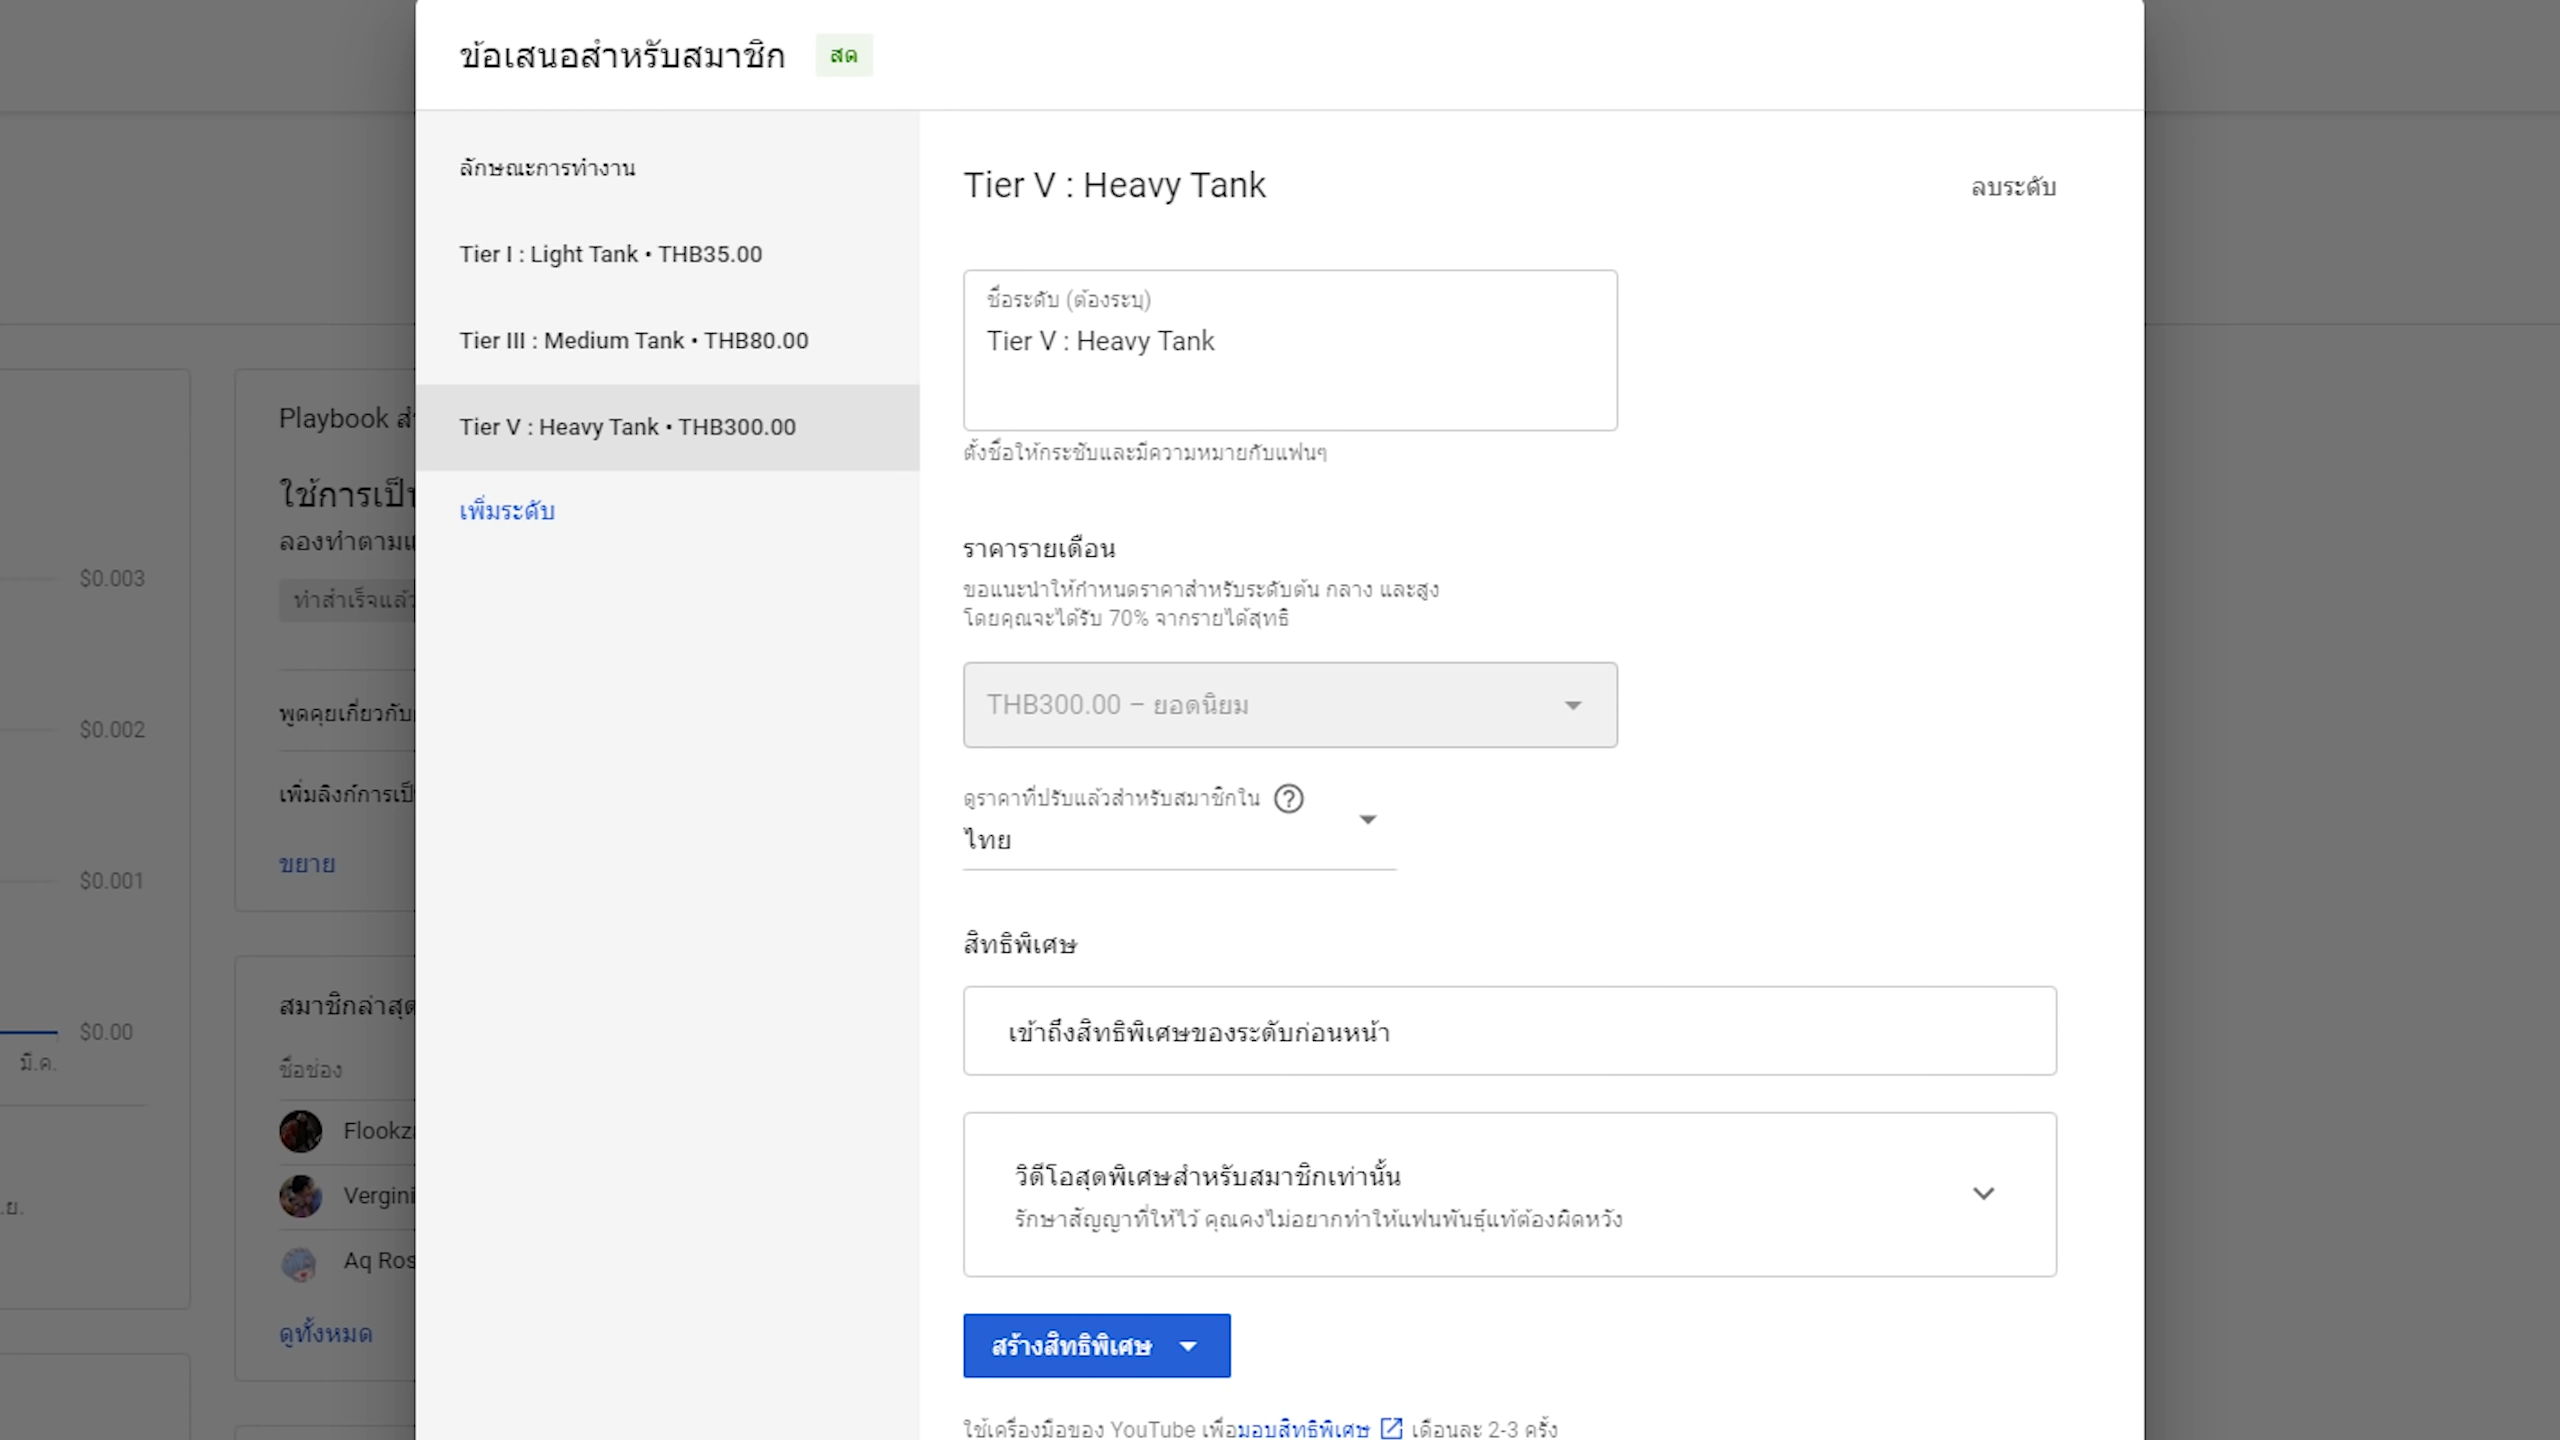 ข้อเสนอสำหรับสมาชิก สด
ลักษณะการทำงาน
Tier I : Light Tank • THB35.00
Tier III : Medium Tank • THB80.00
Tier V : Heavy Tank • THB300.00
เพิ่มระดับ
Tier V : Heavy Tank ลบระดับ
ชื่อระดับ (ต้องระบุ)
Tier V : Heavy Tank
ตั้งชื่อให้กระชับและมีความหมายกับแฟนๆ
ราคารายเดือน
ขอแนะนำให้กำหนดราคาสำหรับระดับต้น กลาง และสูง
โดยคุณจะได้รับ 70% จากรายได้สุทธิ
THB300.00 – ยอดนิยม
ดูราคาที่ปรับแล้วสำหรับสมาชิกใน
ไทย
สิทธิพิเศษ
เข้าถึงสิทธิพิเศษของระดับก่อนหน้า
วิดีโอสุดพิเศษสำหรับสมาชิกเท่านั้น
รักษาสัญญาที่ให้ไว้ คุณคงไม่อยากทำให้แฟนพันธุ์แท้ต้องผิดหวัง
สร้างสิทธิพิเศษ
ใช้เครื่องมือของ YouTube เพื่อมอบสิทธิพิเศษ เดือนละ 2-3 ครั้ง
$0.003
$0.002
$0.001
$0.00
มี.ค.
Playbook
ใช้การเป็น
ลองทำตาม
ทำสำเร็จแล้ว
พูดคุยเกี่ยวกับ
เพิ่มลิงก์การเป็
ขยาย
สมาชิกล่าสุด
ชื่อช่อง
Flookz
Vergini
Aq Ros
ดูทั้งหมด